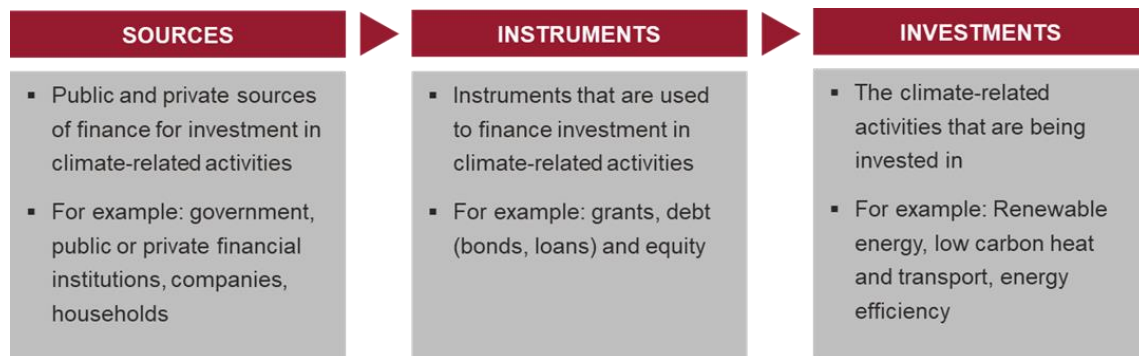 SOURCES
▪ Public and private sources
of finance for investment in
climate-related activities
▪ For example: government,
public or private financial
institutions, companies,
households
INSTRUMENTS
▪ Instruments that are used
to finance investment in
climate-related activities
▪ For example: grants, debt
(bonds, loans) and equity
INVESTMENTS
▪ The climate-related
activities that are being
invested in
▪ For example: Renewable
energy, low carbon heat
and transport, energy
efficiency